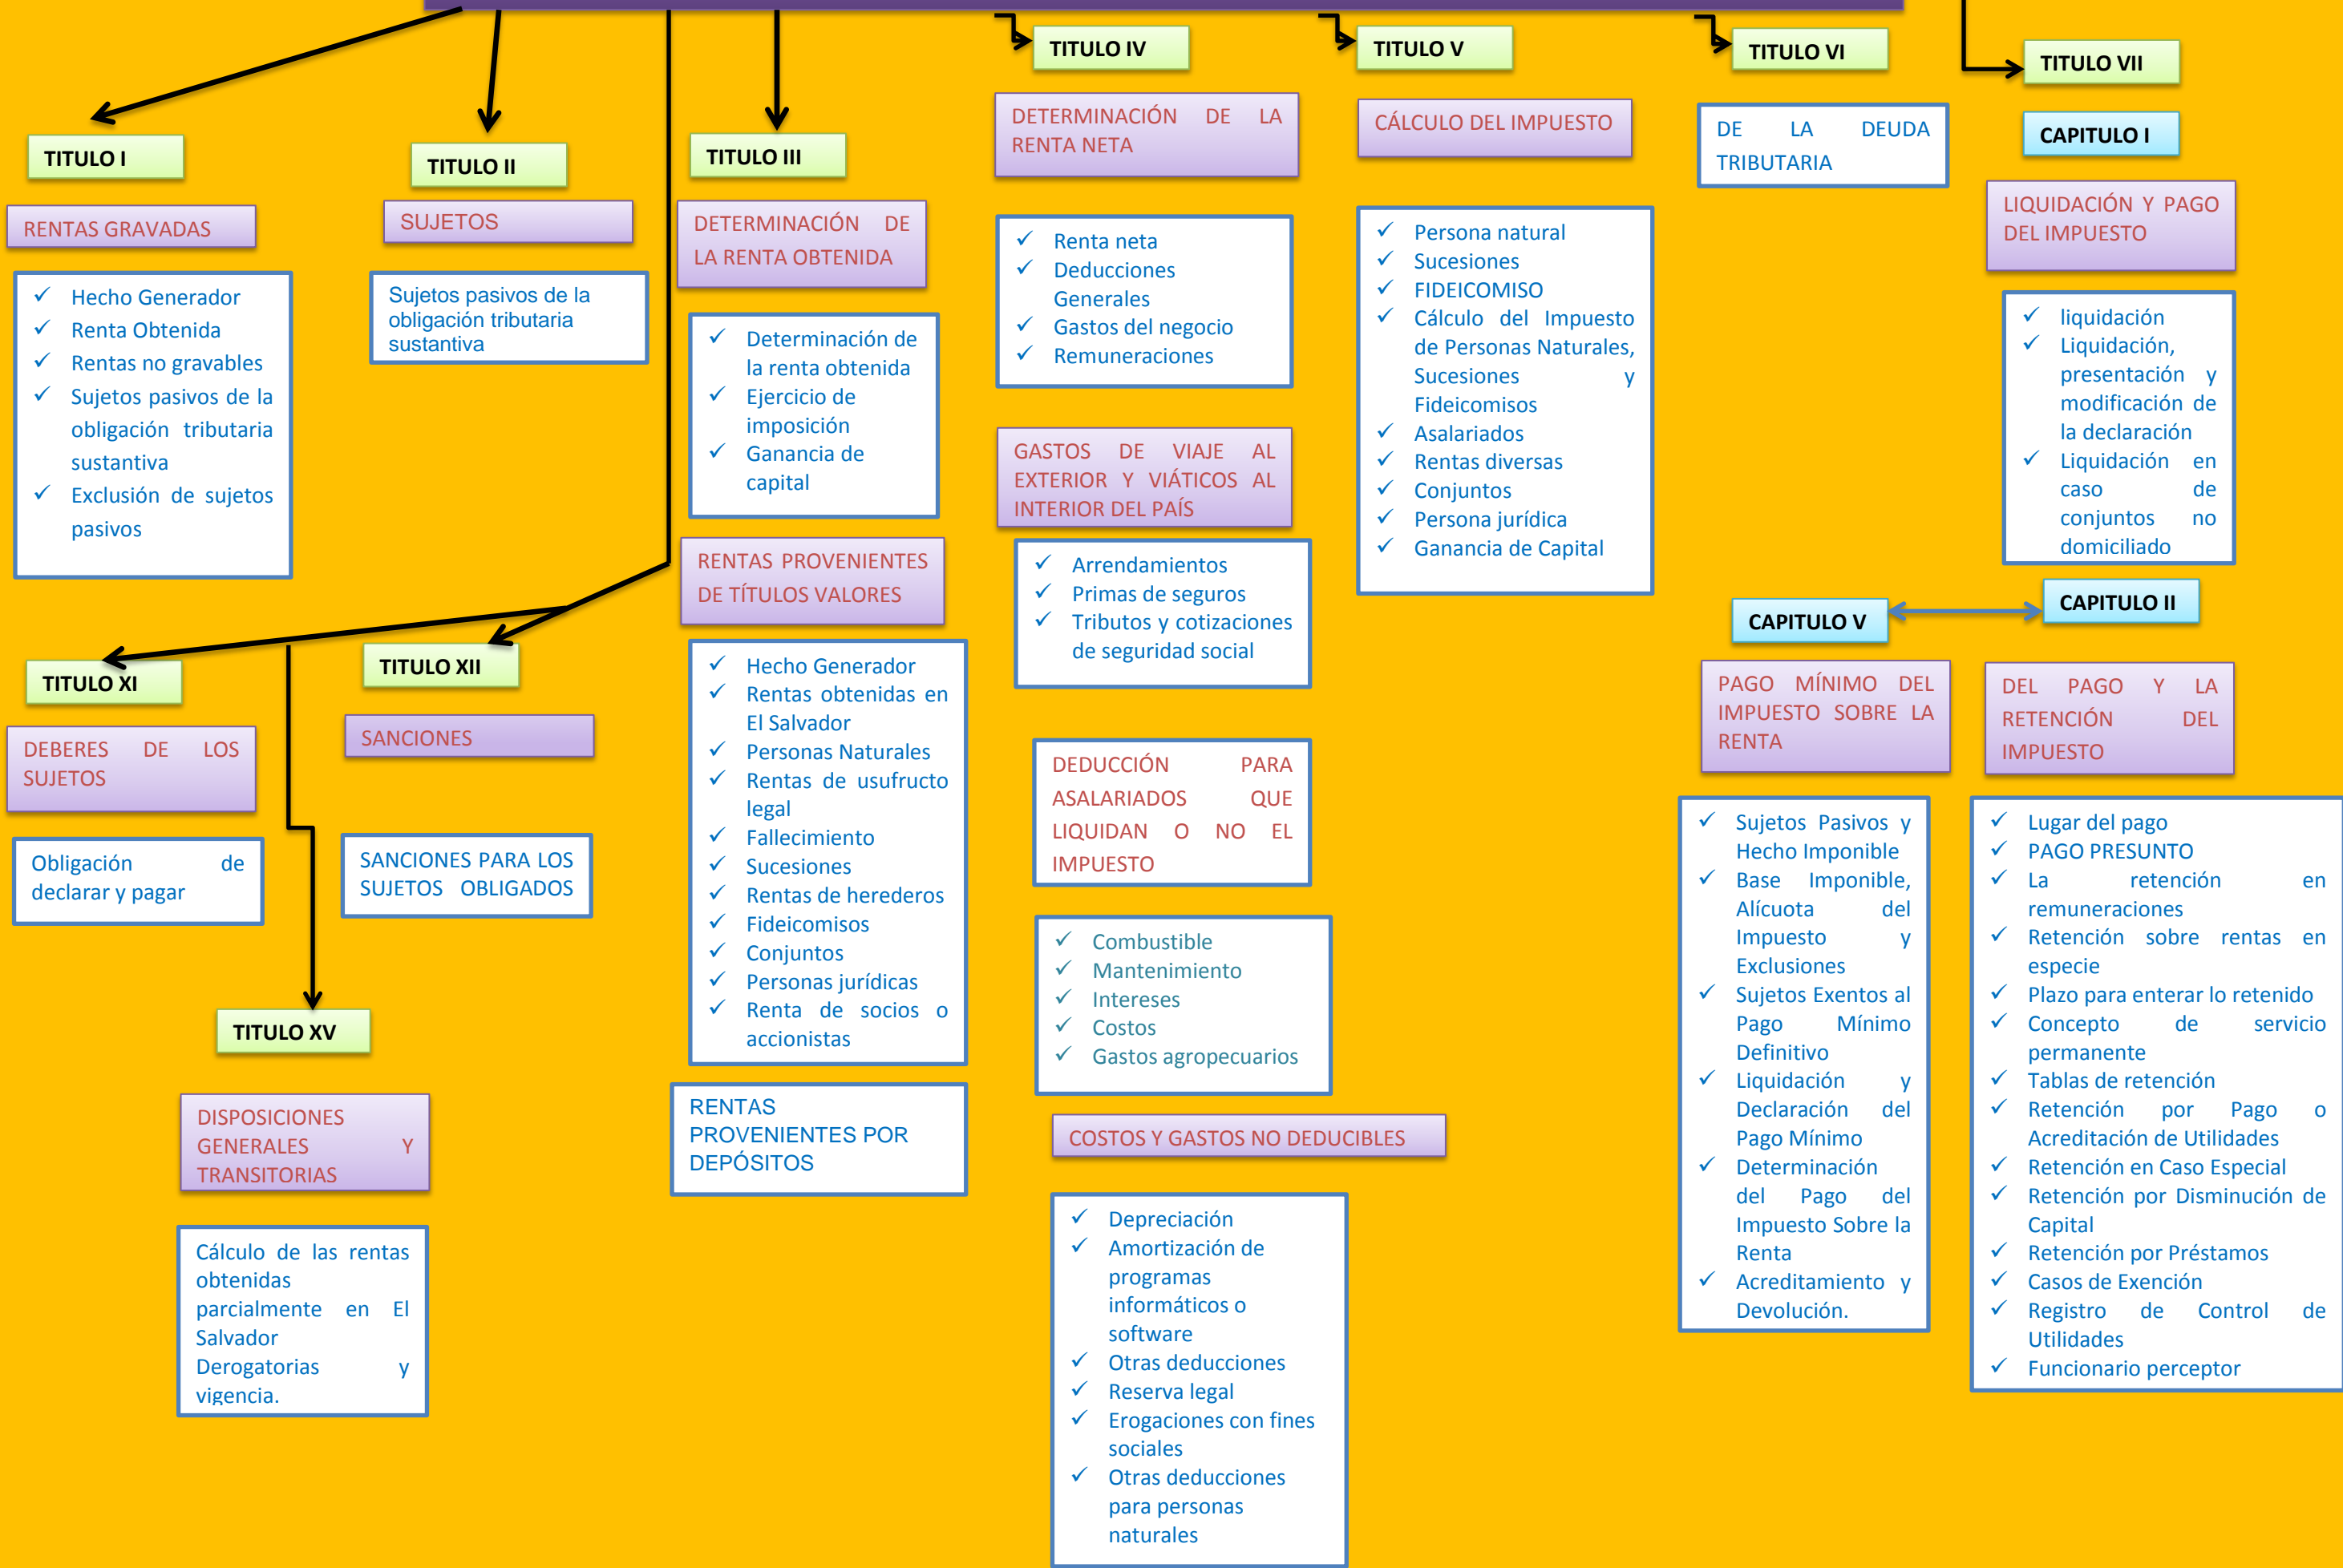 TITULO I
RENTAS GRAVADAS
✓ Hecho Generador
✓ Renta Obtenida
✓ Rentas no gravables
✓ Sujetos pasivos de la
obligación tributaria
sustantiva
✓ Exclusión de sujetos
pasivos
TITULO II
SUJETOS
Sujetos pasivos de la
obligación tributaria
sustantiva
TITULO III
DETERMINACIÓN DE
LA RENTA OBTENIDA
✓ Determinación de
la renta obtenida
✓ Ejercicio de
imposición
✓ Ganancia de
capital
RENTAS PROVENIENTES
DE TÍTULOS VALORES
✓ Hecho Generador
✓ Rentas obtenidas en
El Salvador
✓ Personas Naturales
✓ Rentas de usufructo
legal
✓ Fallecimiento
✓ Sucesiones
✓ Rentas de herederos
✓ Fideicomisos
✓ Conjuntos
✓ Personas jurídicas
✓ Renta de socios o
accionistas
RENTAS
PROVENIENTES POR
DEPÓSITOS
TITULO IV
DETERMINACIÓN DE LA
RENTA NETA
✓ Renta neta
✓ Deducciones
Generales
✓ Gastos del negocio
✓ Remuneraciones
GASTOS DE VIAJE AL
EXTERIOR Y VIÁTICOS AL
INTERIOR DEL PAÍS
✓ Arrendamientos
✓ Primas de seguros
✓ Tributos y cotizaciones
de seguridad social
DEDUCCIÓN PARA
ASALARIADOS QUE
LIQUIDAN O NO EL
IMPUESTO
✓ Combustible
✓ Mantenimiento
✓ Intereses
✓ Costos
✓ Gastos agropecuarios
COSTOS Y GASTOS NO DEDUCIBLES
✓ Depreciación
✓ Amortización de
programas
informáticos o
software
✓ Otras deducciones
✓ Reserva legal
✓ Erogaciones con fines
sociales
✓ Otras deducciones
para personas
naturales
TITULO V
CÁLCULO DEL IMPUESTO
✓ Persona natural
✓ Sucesiones
✓ FIDEICOMISO
✓ Cálculo del Impuesto
de Personas Naturales,
Sucesiones y
Fideicomisos
✓ Asalariados
✓ Rentas diversas
✓ Conjuntos
✓ Persona jurídica
✓ Ganancia de Capital
TITULO VI
DE LA DEUDA
TRIBUTARIA
TITULO VII
CAPITULO I
LIQUIDACIÓN Y PAGO
DEL IMPUESTO
✓ liquidación
✓ Liquidación,
presentación y
modificación de
la declaración
✓ Liquidación en
caso de
conjuntos no
domiciliado
CAPITULO II
DEL PAGO Y LA
RETENCIÓN DEL
IMPUESTO
✓ Lugar del pago
✓ PAGO PRESUNTO
✓ La retención en
remuneraciones
✓ Retención sobre rentas en
especie
✓ Plazo para enterar lo retenido
✓ Concepto de servicio
permanente
✓ Tablas de retención
✓ Retención por Pago o
Acreditación de Utilidades
✓ Retención en Caso Especial
✓ Retención por Disminución de
Capital
✓ Retención por Préstamos
✓ Casos de Exención
✓ Registro de Control de
Utilidades
✓ Funcionario perceptor
CAPITULO V
PAGO MÍNIMO DEL
IMPUESTO SOBRE LA
RENTA
✓ Sujetos Pasivos y
Hecho Imponible
✓ Base Imponible,
Alícuota del
Impuesto y
Exclusiones
✓ Sujetos Exentos al
Pago Mínimo
Definitivo
✓ Liquidación y
Declaración del
Pago Mínimo
✓ Determinación
del Pago del
Impuesto Sobre la
Renta
✓ Acreditamiento y
Devolución.
TITULO XI
DEBERES DE LOS
SUJETOS
Obligación de
declarar y pagar
TITULO XII
SANCIONES
SANCIONES PARA LOS
SUJETOS OBLIGADOS
TITULO XV
DISPOSICIONES
GENERALES Y
TRANSITORIAS
Cálculo de las rentas
obtenidas
parcialmente en El
Salvador
Derogatorias y
vigencia.